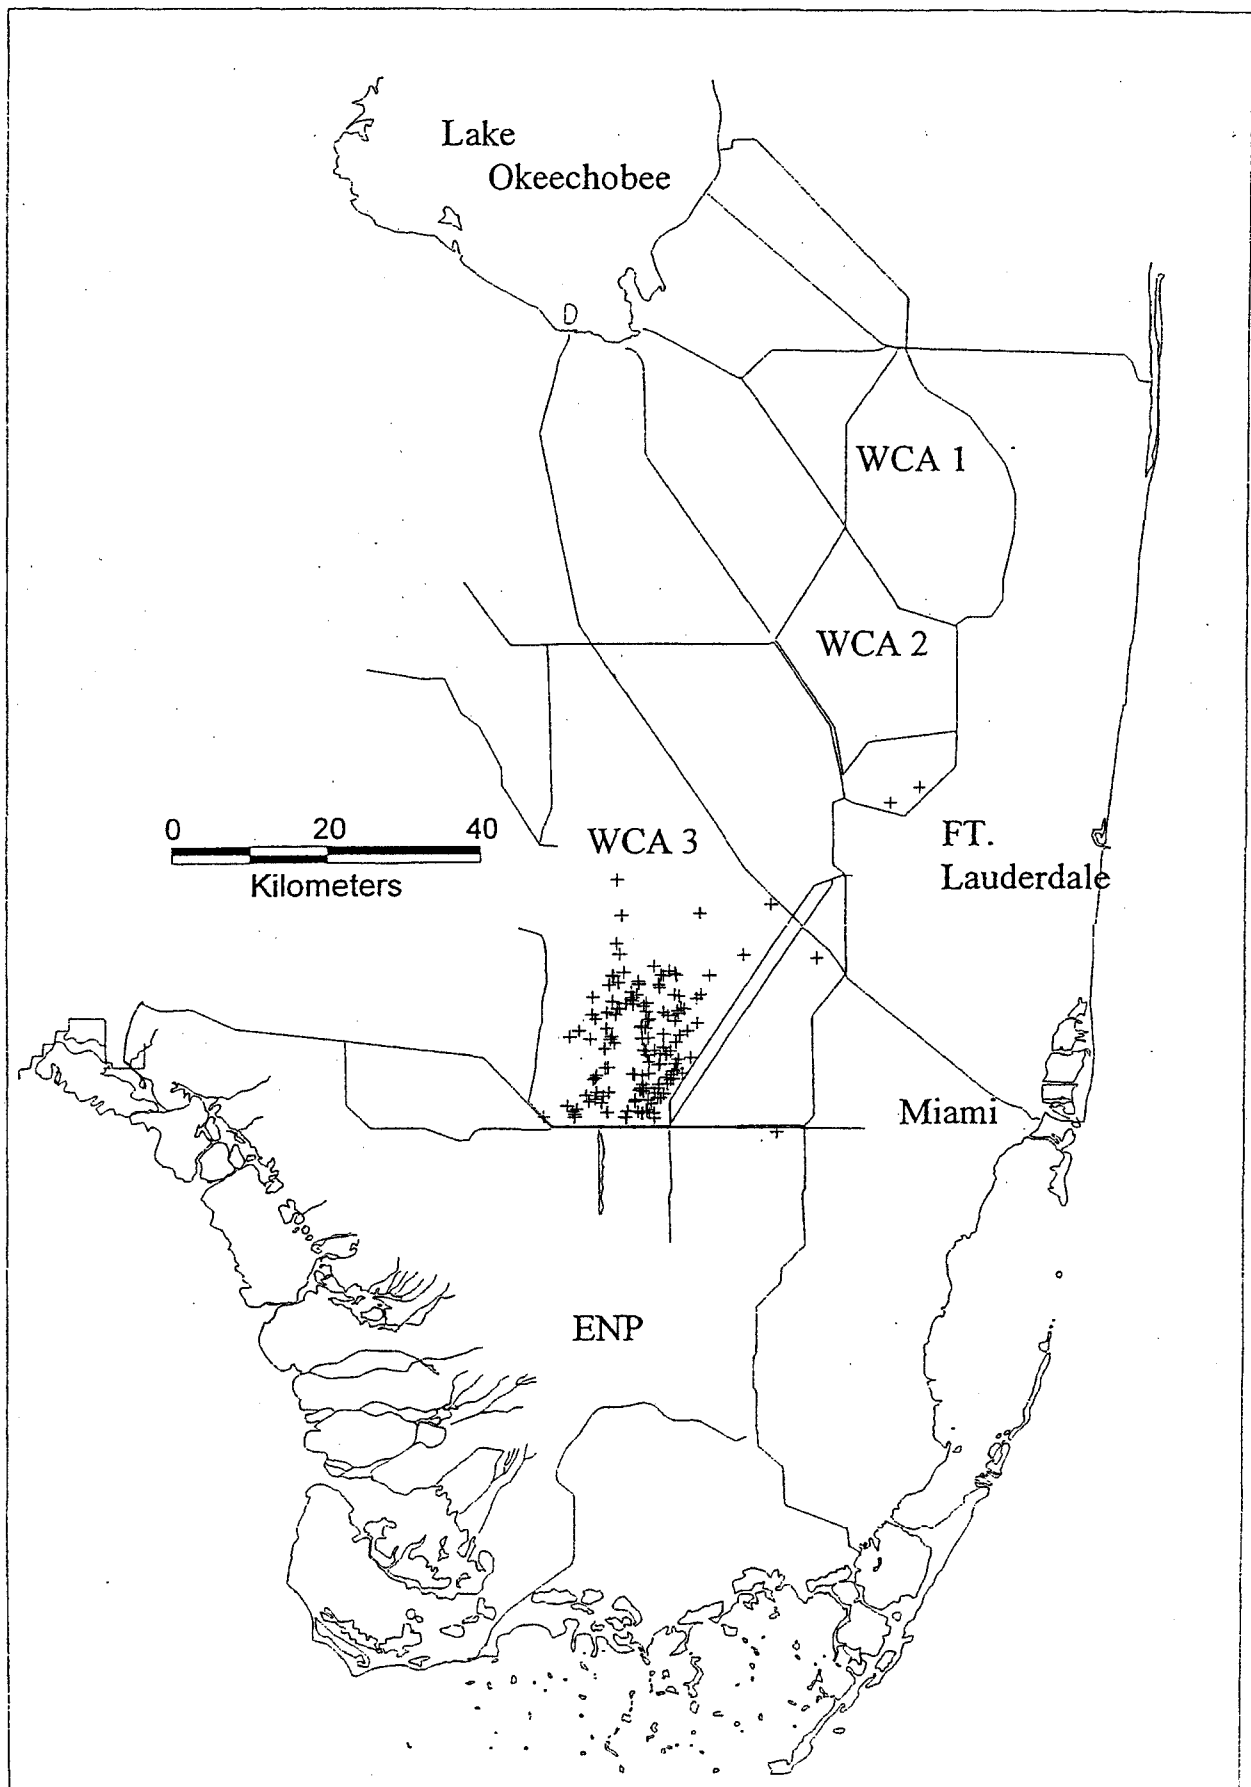 Lake
Okeechobee
D
WCA 1
WCA 2
0 20 40
WCA 3
Kilometers
FT.
Lauderdale
Miami
ENP